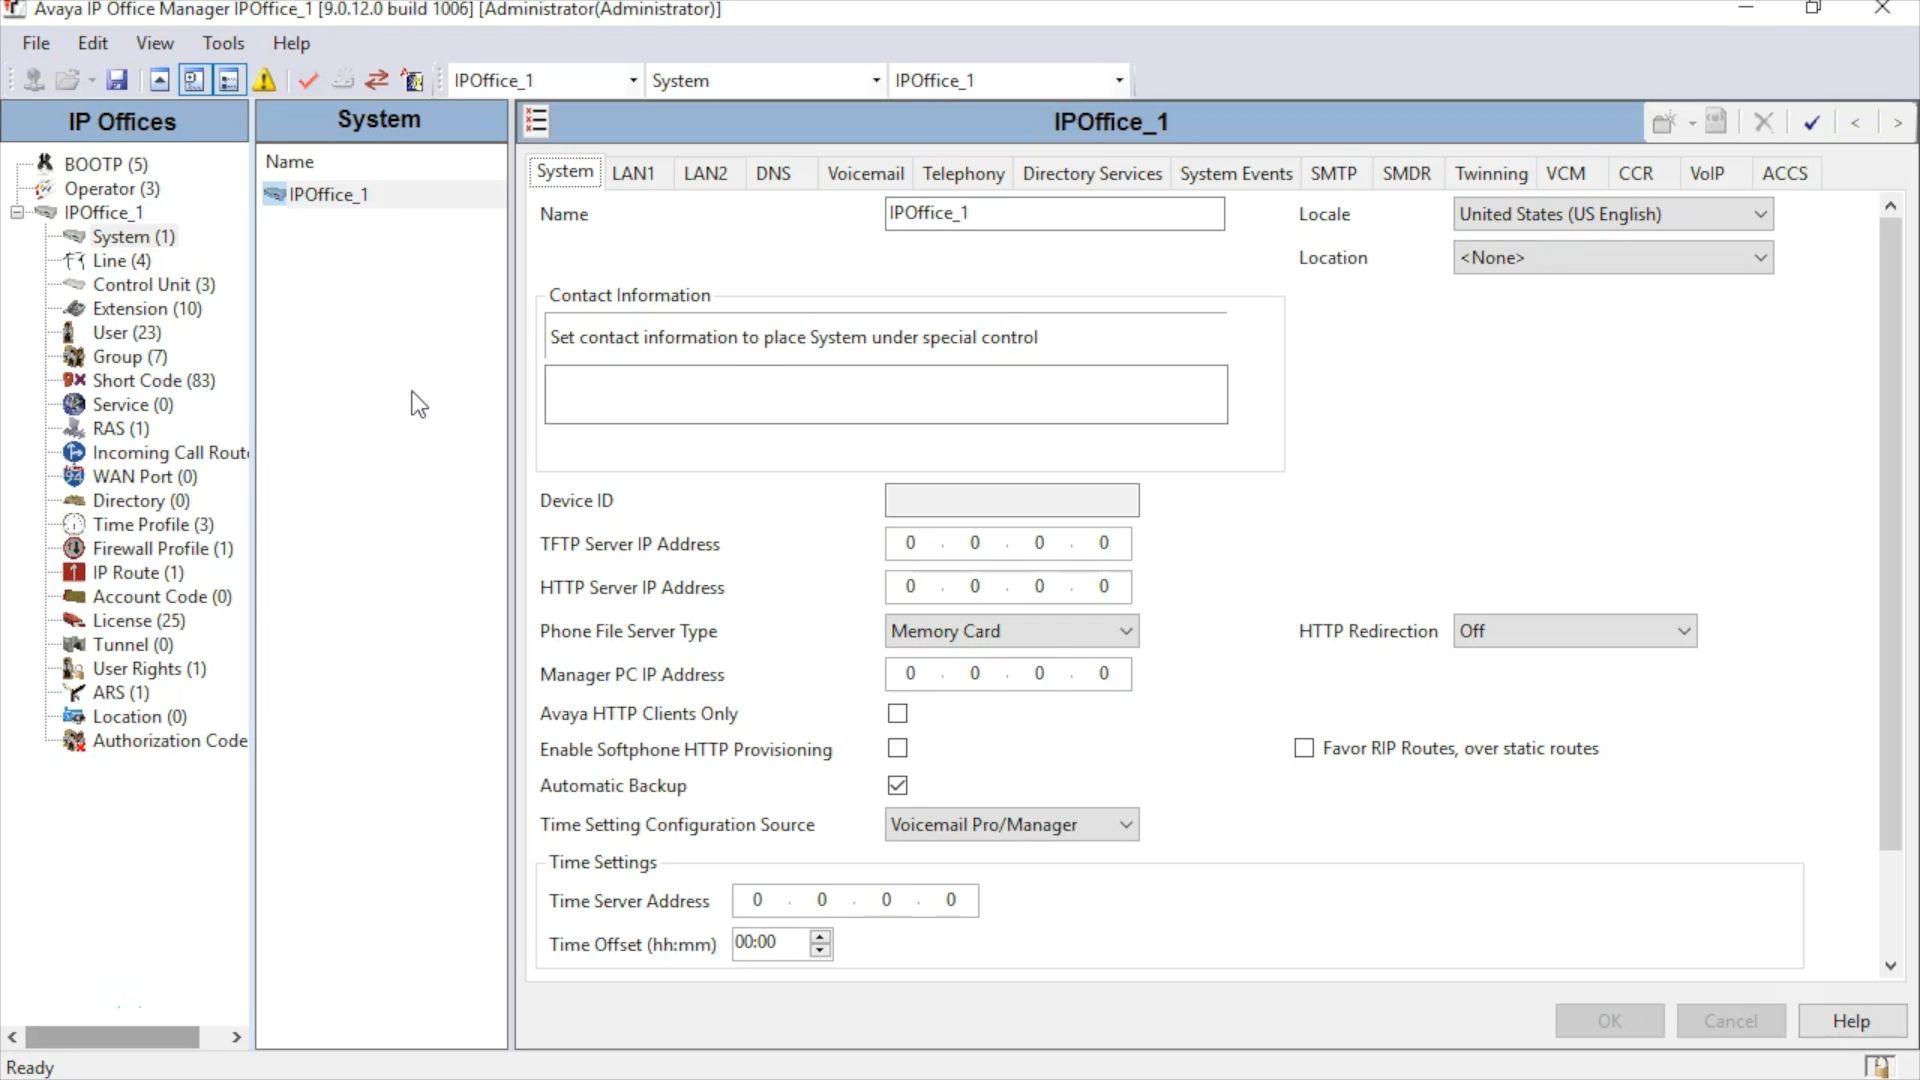 Avaya IP Office Manager IPOffice_1 [9.0.12.0 build 1006] [Administrator(Administrator)]
File Edit View Tools Help
IPOffice_1 System IPOffice_1
IP Offices
BOOTP (5)
Operator (3)
IPOffice_1
System (1)
Line (4)
Control Unit (3)
Extension (10)
User (23)
Group (7)
Short Code (83)
Service (0)
RAS (1)
Incoming Call Route
WAN Port (0)
Directory (0)
Time Profile (3)
Firewall Profile (1)
IP Route (1)
Account Code (0)
License (25)
Tunnel (0)
User Rights (1)
ARS (1)
Location (0)
Authorization Code
System
Name
IPOffice_1
IPOffice_1
System LAN1 LAN2 DNS Voicemail Telephony Directory Services System Events SMTP SMDR Twinning VCM CCR VoIP ACCS
Name IPOffice_1 Locale United States (US English)
Location <None>
Contact Information
Set contact information to place System under special control
Device ID
TFTP Server IP Address 0 . 0 . 0 . 0
HTTP Server IP Address 0 . 0 . 0 . 0
Phone File Server Type Memory Card HTTP Redirection Off
Manager PC IP Address 0 . 0 . 0 . 0
Avaya HTTP Clients Only
Enable Softphone HTTP Provisioning Favor RIP Routes, over static routes
Automatic Backup
Time Setting Configuration Source Voicemail Pro/Manager
Time Settings
Time Server Address 0 . 0 . 0 . 0
Time Offset (hh:mm) 00:00
OK Cancel Help
Ready